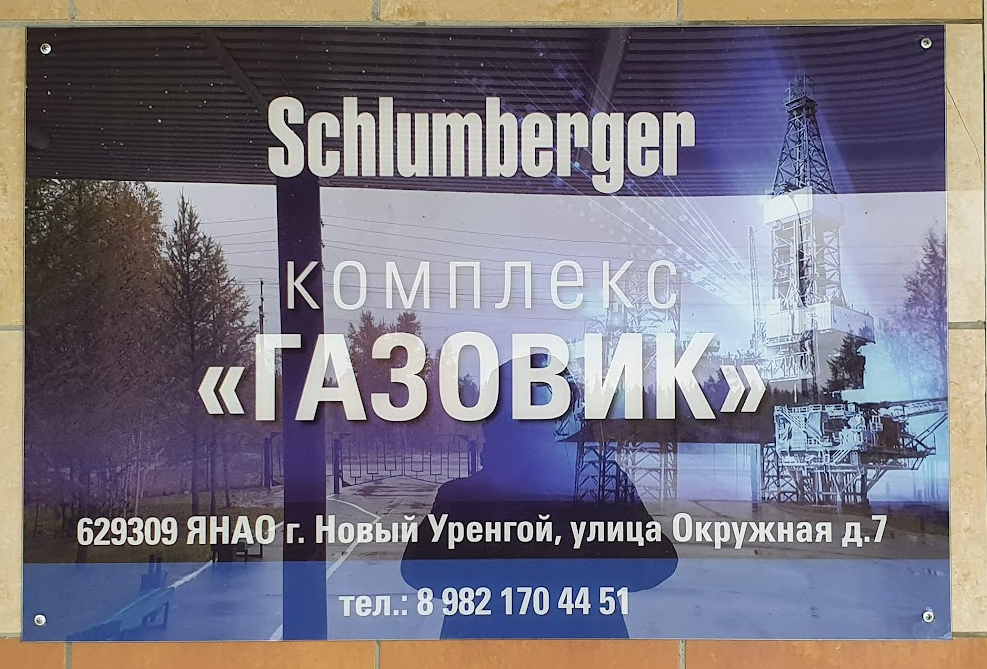 Schlumberger
комплекс
«ГАЗОВИК»
629309 ЯНАО г. Новый Уренгой, улица Окружная д.7
тел.: 8 982 170 44 51